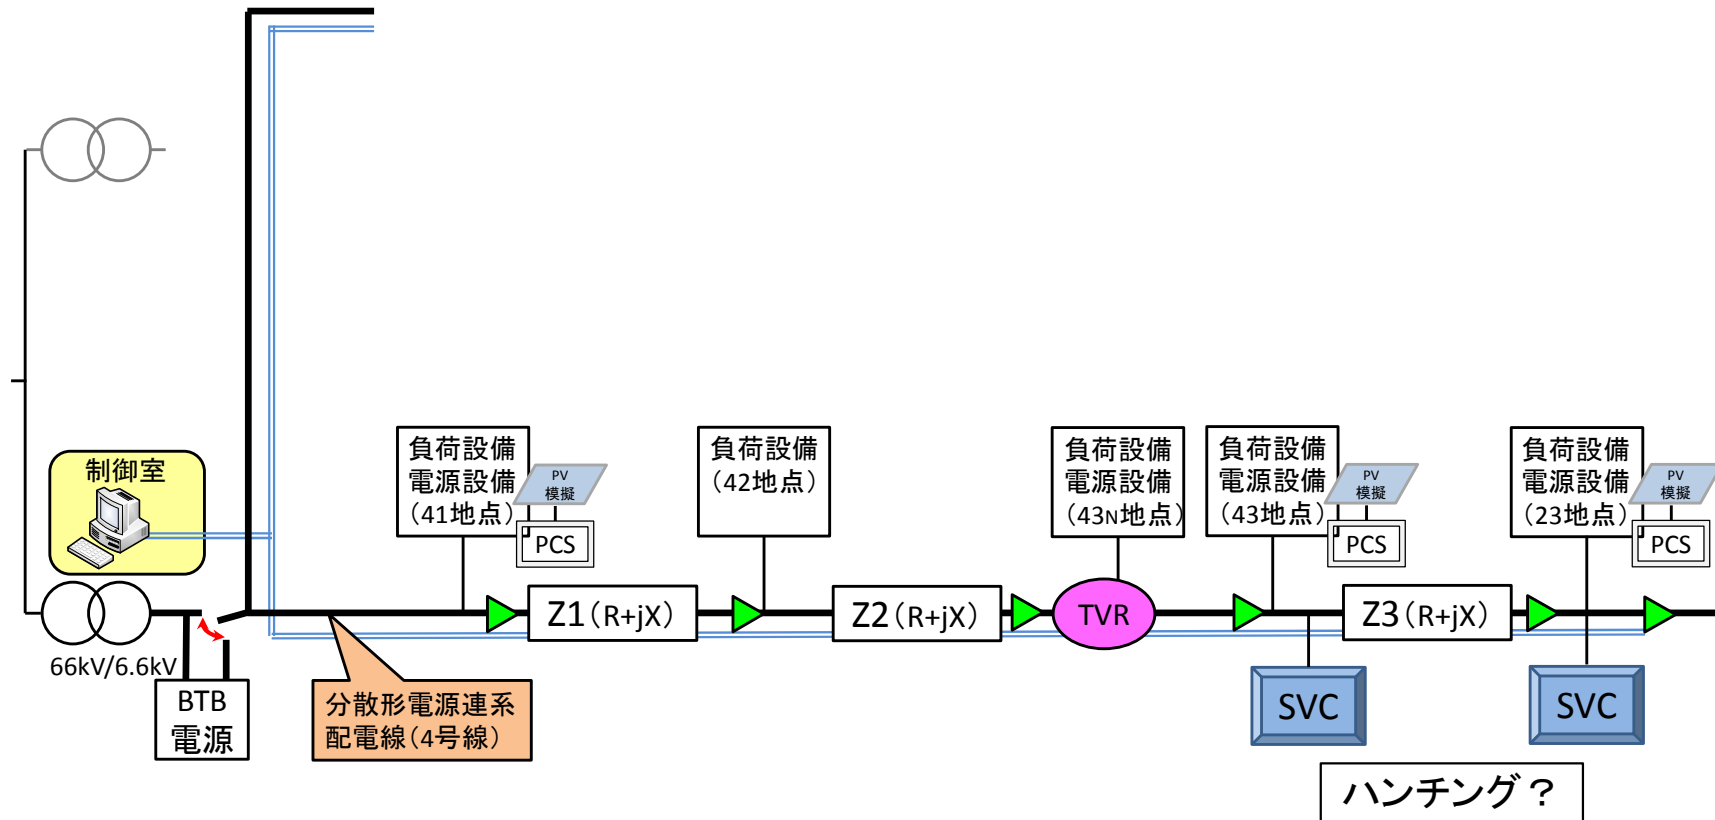 制御室
66kV/6.6kV
BTB
電源
分散形電源連系
配電線（4号線）
負荷設備
電源設備
（41地点）
PV
模擬
PCS
Z1（R+jX）
負荷設備
（42地点）
Z2（R+jX）
負荷設備
電源設備
（43N地点）
TVR
負荷設備
電源設備
（43地点）
PV
模擬
PCS
Z3（R+jX）
SVC
負荷設備
電源設備
（23地点）
PV
模擬
PCS
SVC
ハンチング？